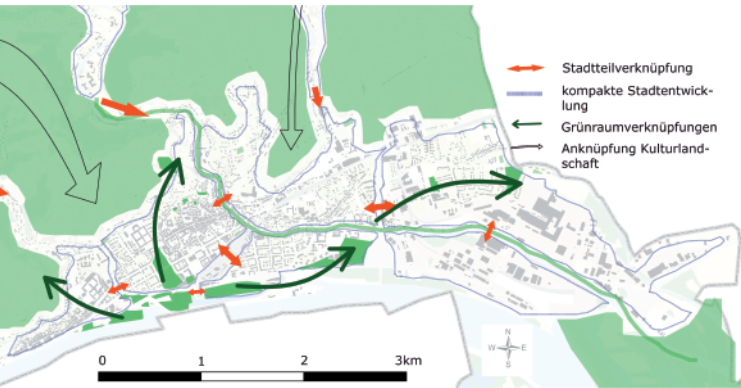 Stadtteilverknüpfung
kompakte Stadtentwick-
lung
Grünraumverknüpfungen
Anknüpfung Kulturland-
schaft
N
W E
S
0 1 2 3km